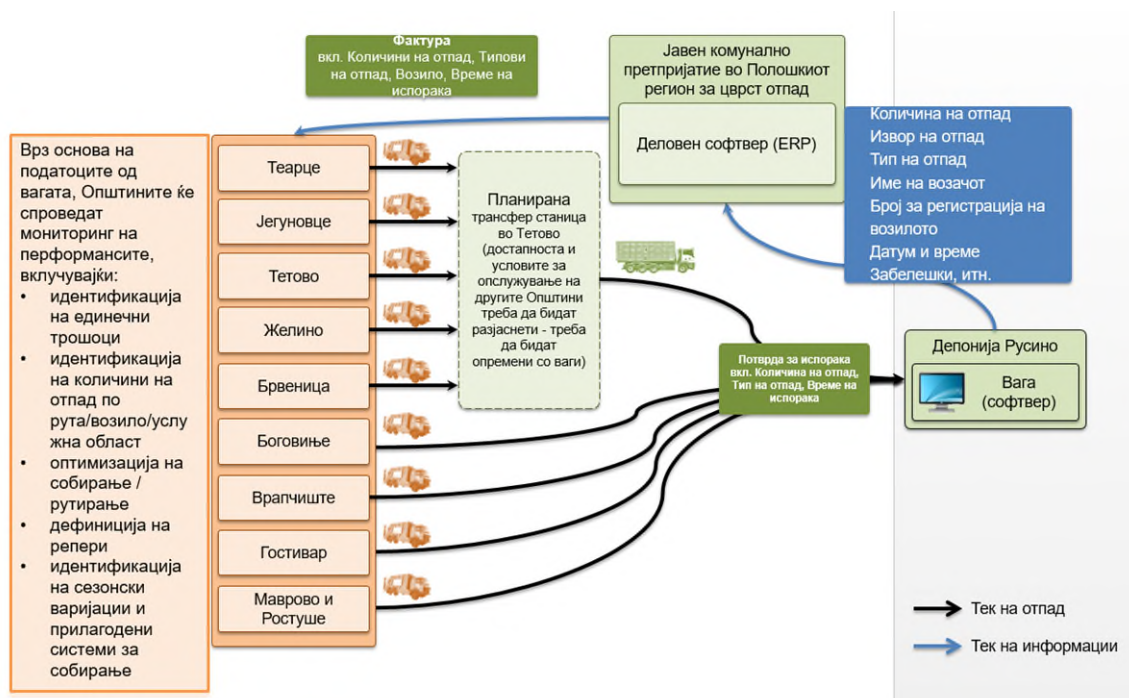 Фактура
вкл. Количини на отпад, Типови
на отпад, Возило, Време на
испорака
Јавен комунално
претпријатие во Полошкиот
регион за цврст отпад
Деловен софтвер (ERP)
Количина на отпад
Извор на отпад
Тип на отпад
Име на возачот
Број за регистрација на
возилото
Датум и време
Забелешки, итн.
Врз основа на
податоците од
вагата, Општините ќе
спроведат
мониторинг на
перформансите,
вклучувајќи:
• идентификација
на единечни
трошоци
• идентификација
на количини на
отпад по
рута/возило/услу
жна област
• оптимизација на
собирање /
рутирање
• дефиниција на
репери
• идентификација
на сезонски
варијации и
прилагодени
системи за
собирање
Теарце
Јегуновце
Тетово
Желино
Брвеница
Боговиње
Врапчиште
Гостивар
Маврово и
Ростуше
Планирана
трансфер станица
во Тетово
(достапноста и
условите за
опслужување на
другите Општини
треба да бидат
разјаснети - треба
да бидат
опремени со ваги)
Потврда за испорака
вкл. Количина на отпад,
Тип на отпад, Време на
испорака
Депонија Русино
Вага
(софтвер)
Тек на отпад
Тек на информации